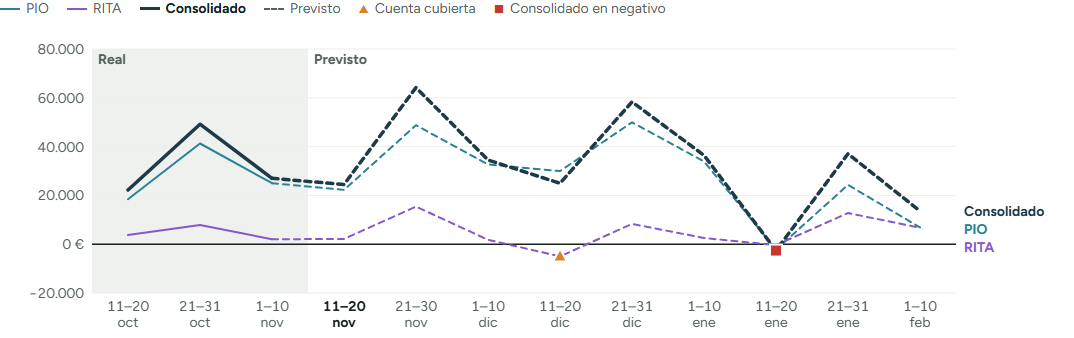 PIO RITA Consolidado Previsto Cuenta cubierta Consolidado en negativo
80.000
Real Previsto
60.000
40.000
20.000
0 €
-20.000
Consolidado
PIO
RITA
11–20 21–31 1–10 11–20 21–30 1–10 11–20 21–31 1–10 11–20 21–31 1–10
oct oct nov nov nov dic dic dic ene ene ene feb